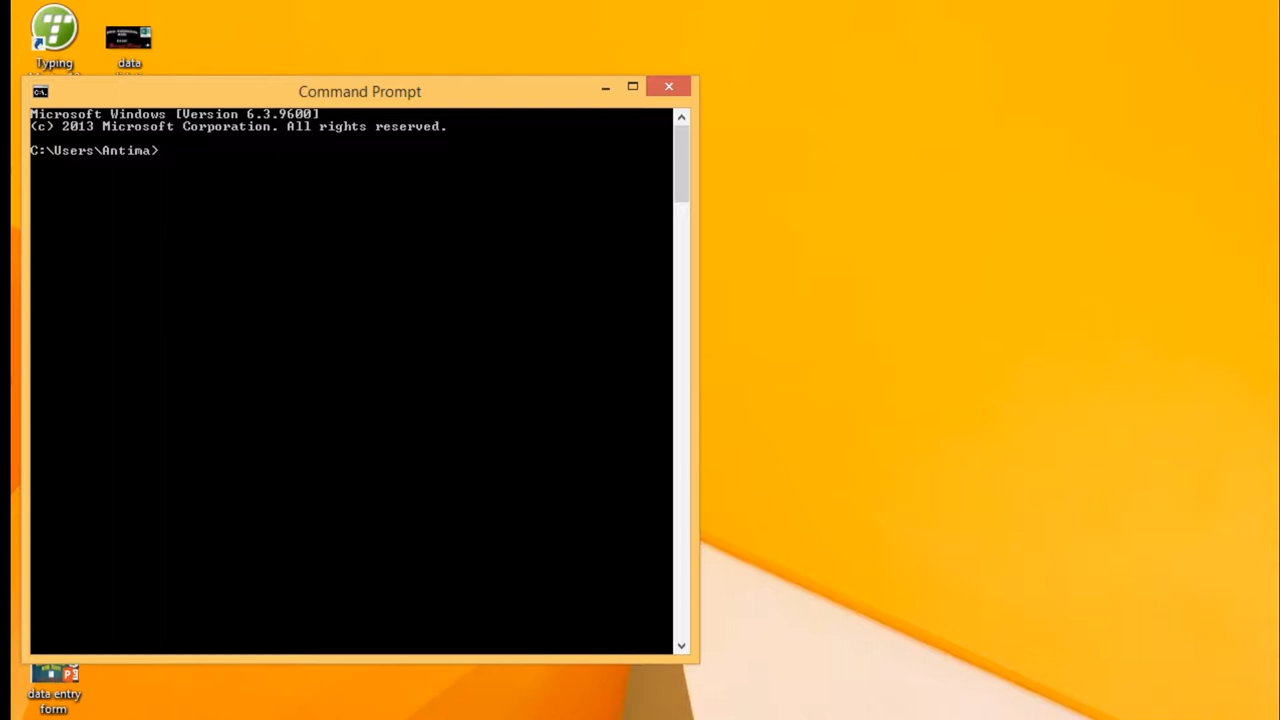 Typing
data
Command Prompt
Microsoft Windows [Version 6.3.9600]
(c) 2013 Microsoft Corporation. All rights reserved.
C:\Users\Antima>
data entry
form